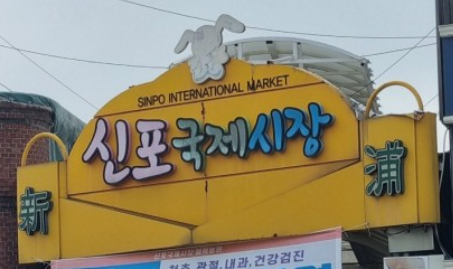 SINPO INTERNATIONAL MARKET
신포국제시장
新 浦
척추.관절, 내과, 건강검진